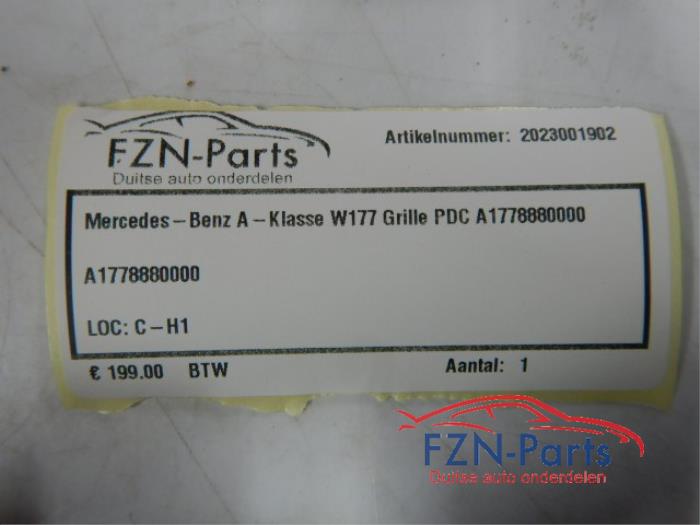 FZN-Parts
Duitse auto onderdelen
Artikelnummer: 2023001902
Mercedes-Benz A-Klasse W177 Grille PDC A1778880000
A1778880000
LOC: C-H1
€ 199.00 BTW
Aantal: 1
FZN-Parts
Duitse auto onderdelen